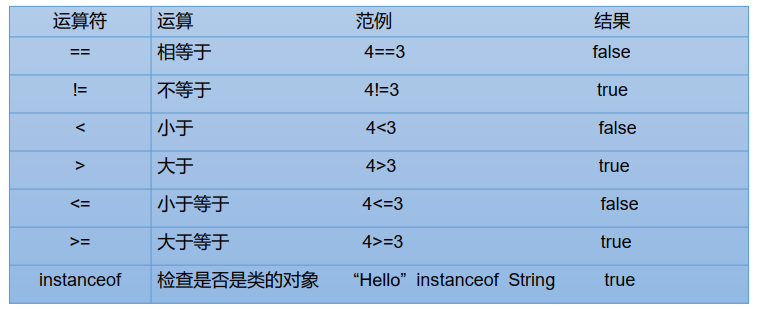 运算符 运算 范例 结果
== 相等于 4==3 false
!= 不等于 4!=3 true
< 小于 4<3 false
> 大于 4>3 true
<= 小于等于 4<=3 false
>= 大于等于 4>=3 true
instanceof 检查是否是类的对象 “Hello” instanceof String true